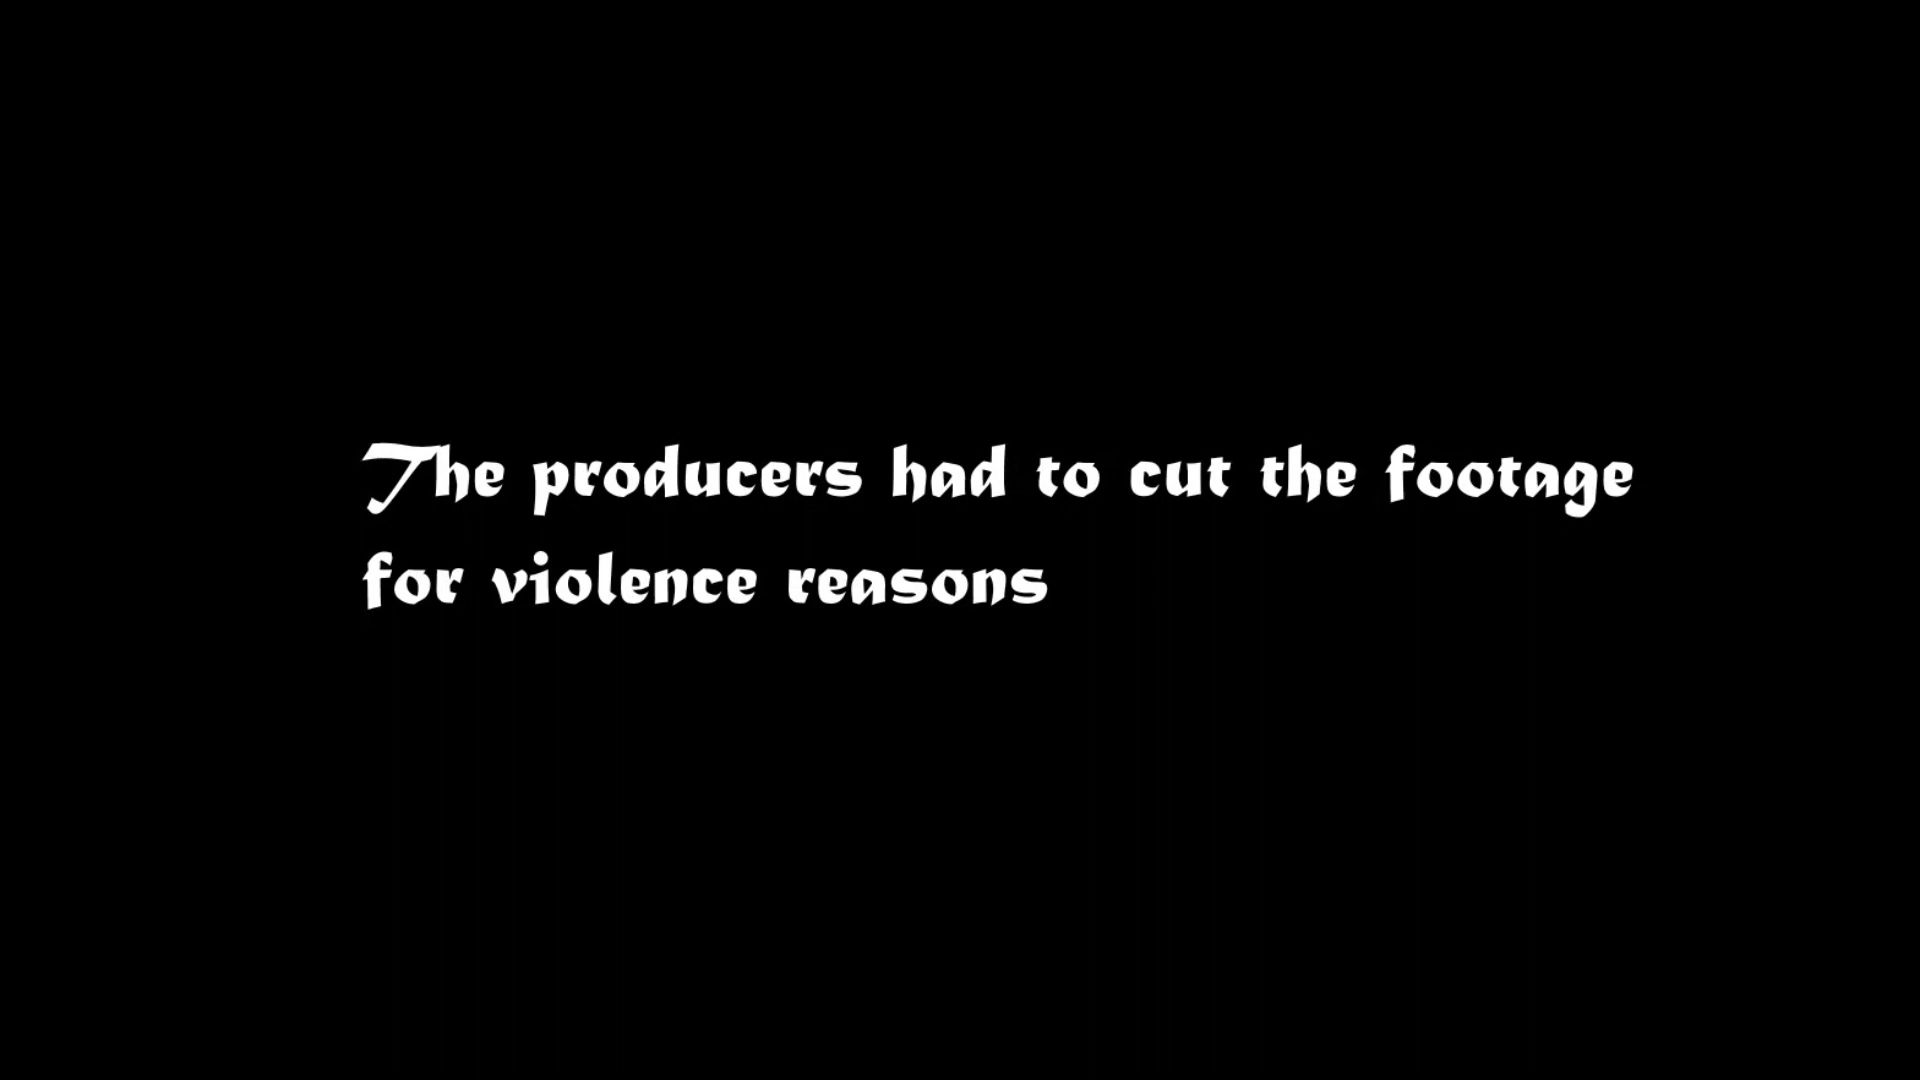 The producers had to cut the footage
for violence reasons